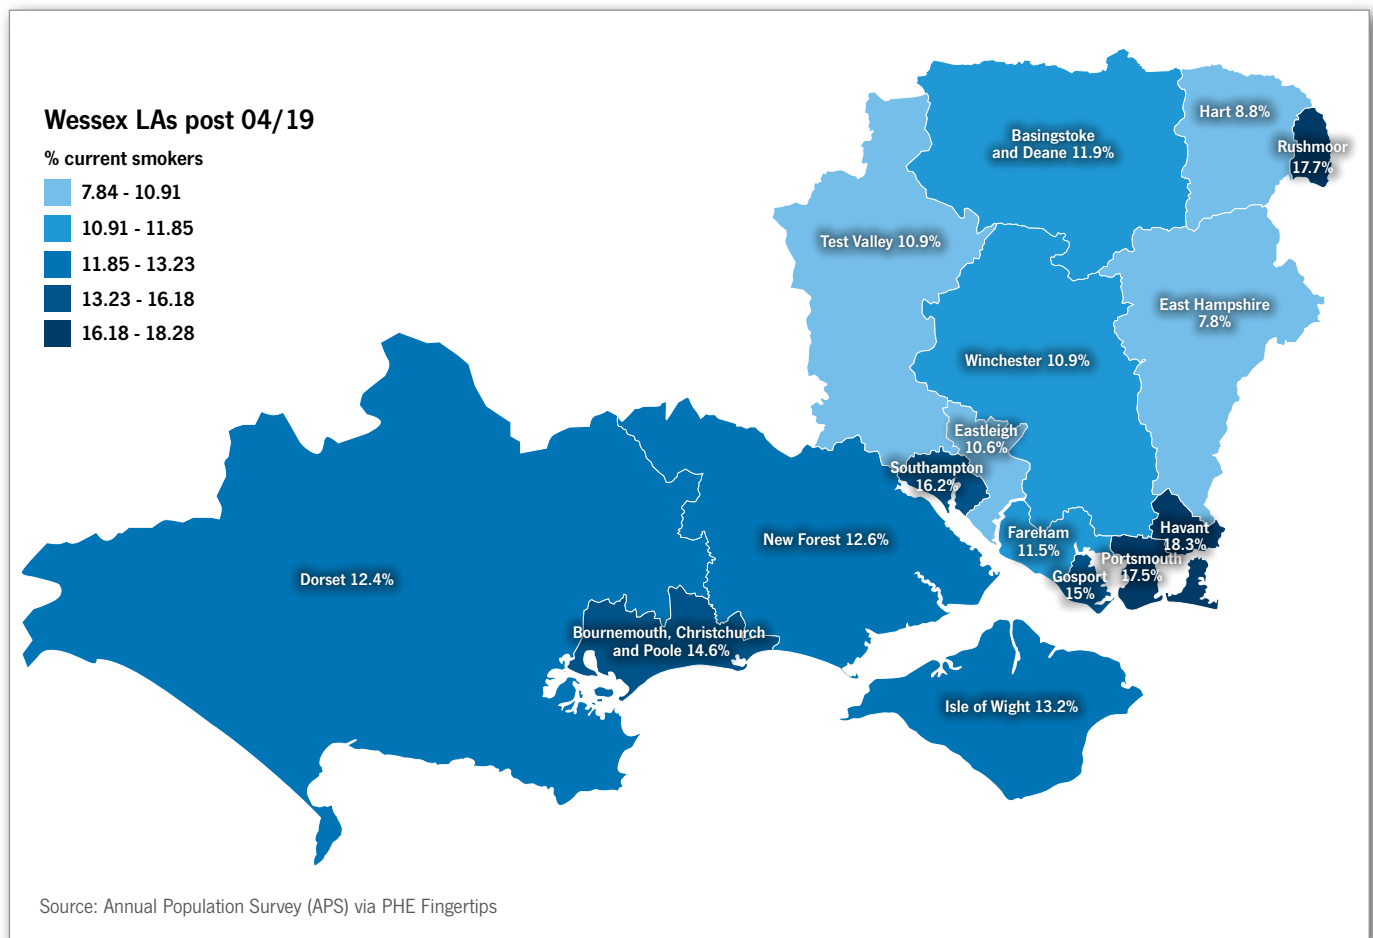 Wessex LAs post 04/19
% current smokers
7.84 - 10.91
10.91 - 11.85
11.85 - 13.23
13.23 - 16.18
16.18 - 18.28
Hart 8.8%
Rushmoor
17.7%
Basingstoke
and Deane 11.9%
Test Valley 10.9%
East Hampshire
7.8%
Winchester 10.9%
Eastleigh
10.6%
Southampton
16.2%
New Forest 12.6%
Fareham
11.5%
Havant
18.3%
Portsmouth
17.5%
Gosport
15%
Dorset 12.4%
Bournemouth, Christchurch
and Poole 14.6%
Isle of Wight 13.2%
Source: Annual Population Survey (APS) via PHE Fingertips